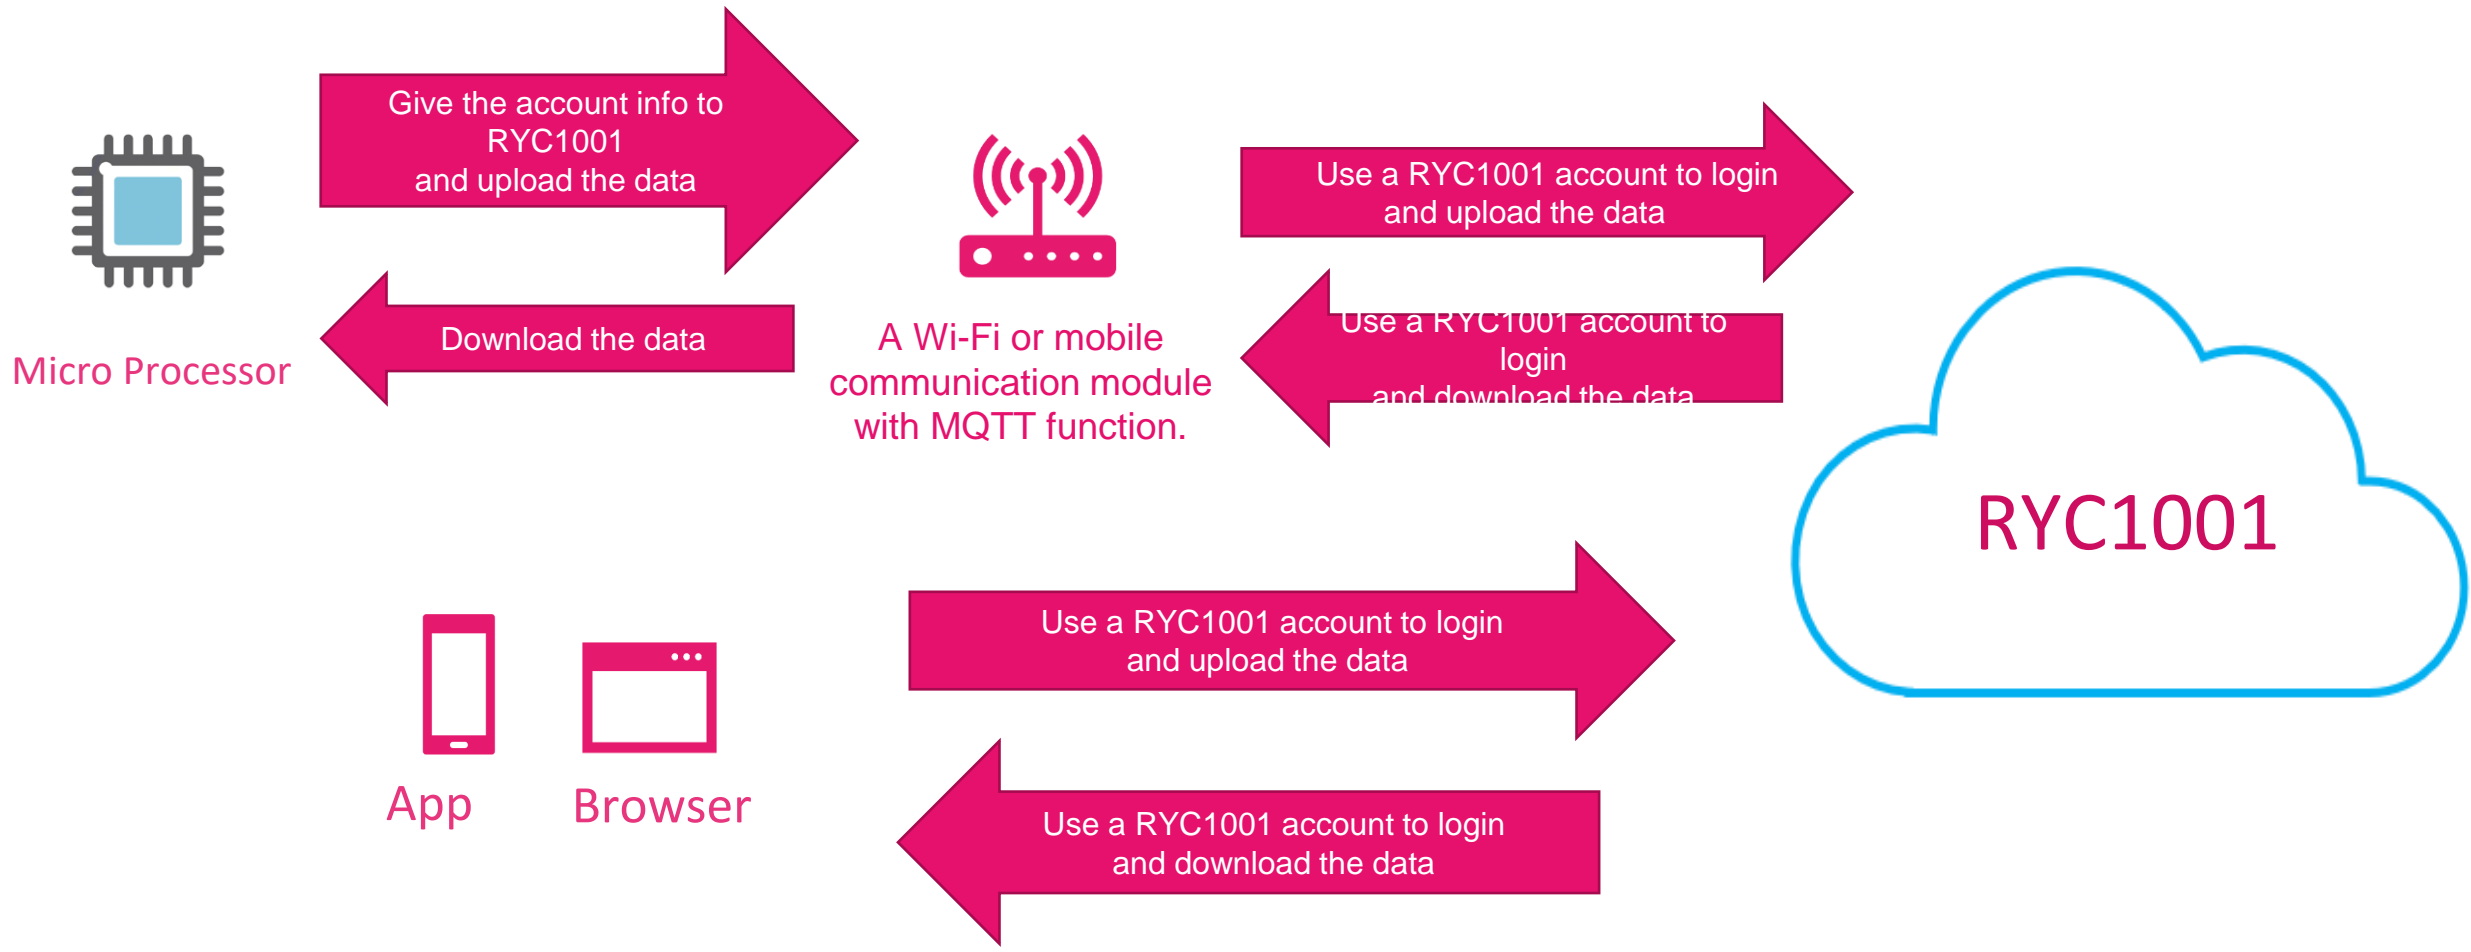 Give the account info to
RYC1001
and upload the data
Use a RYC1001 account to login
and upload the data
Micro Processor
Download the data
A Wi-Fi or mobile
communication module
with MQTT function.
Use a RYC1001 account to
login
and download the data
RYC1001
App
Browser
Use a RYC1001 account to login
and upload the data
Use a RYC1001 account to login
and download the data